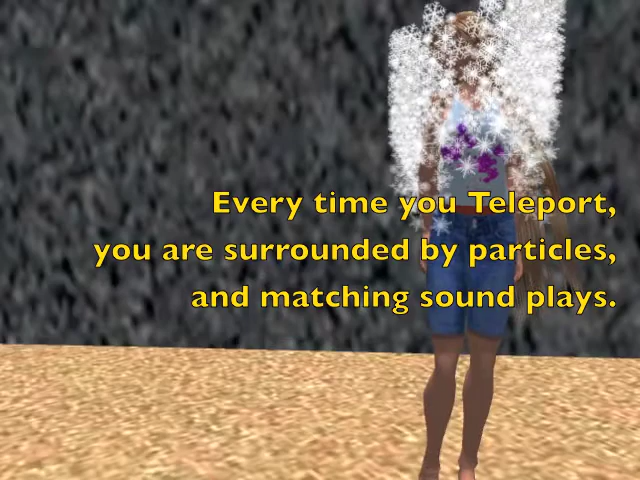 Every time you Teleport,
you are surrounded by particles,
and matching sound plays.